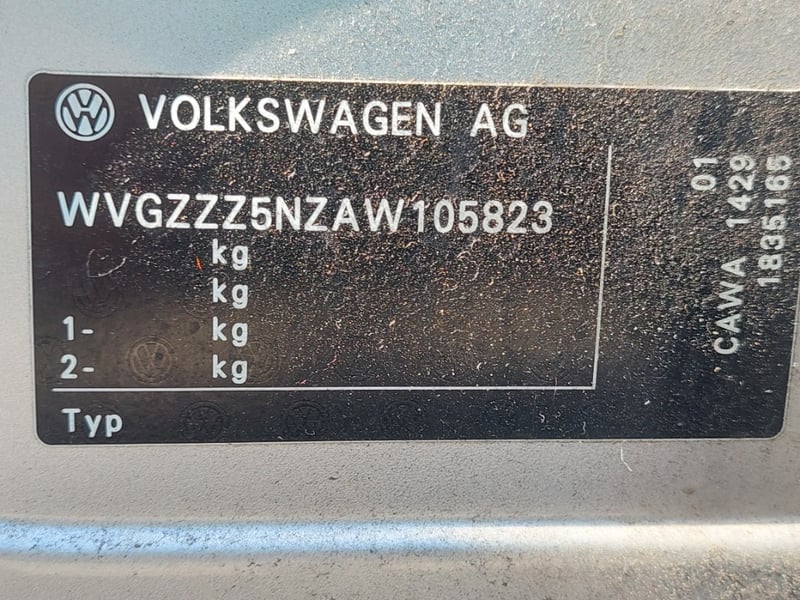 VOLKSWAGEN AG
WVGZZZ5NZAW105823
kg
kg
1- kg
2- kg
Typ
01
CAWA 1429
1835165